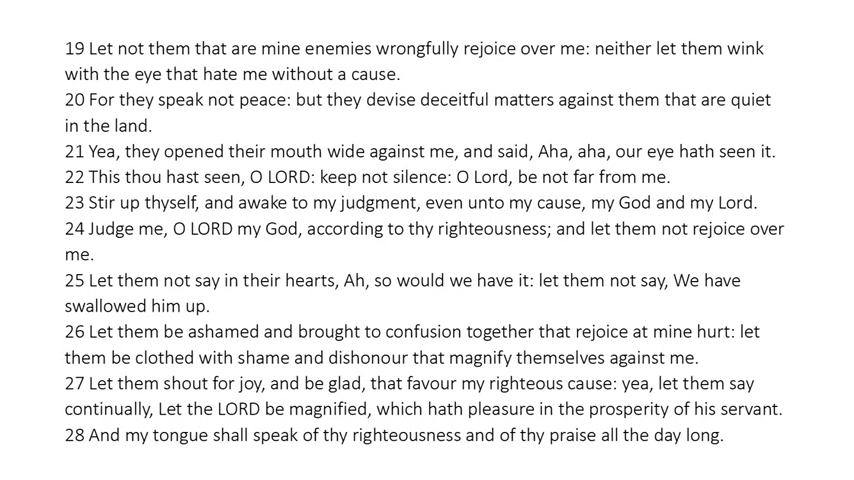 19 Let not them that are mine enemies wrongfully rejoice over me: neither let them wink
with the eye that hate me without a cause.
20 For they speak not peace: but they devise deceitful matters against them that are quiet
in the land.
21 Yea, they opened their mouth wide against me, and said, Aha, aha, our eye hath seen it.
22 This thou hast seen, O LORD: keep not silence: O Lord, be not far from me.
23 Stir up thyself, and awake to my judgment, even unto my cause, my God and my Lord.
24 Judge me, O LORD my God, according to thy righteousness; and let them not rejoice over
me.
25 Let them not say in their hearts, Ah, so would we have it: let them not say, We have
swallowed him up.
26 Let them be ashamed and brought to confusion together that rejoice at mine hurt: let
them be clothed with shame and dishonour that magnify themselves against me.
27 Let them shout for joy, and be glad, that favour my righteous cause: yea, let them say
continually, Let the LORD be magnified, which hath pleasure in the prosperity of his servant.
28 And my tongue shall speak of thy righteousness and of thy praise all the day long.